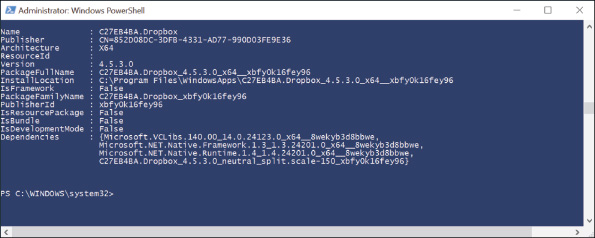 Administrator: Windows PowerShell
Name : C27EB4BA.Dropbox
Publisher : CN=852D08DC-3DFB-4331-AD77-990D03FE9E36
Architecture : X64
ResourceId :
Version : 4.5.3.0
PackageFullName : C27EB4BA.Dropbox_4.5.3.0_x64__xbfy0k16fey96
InstallLocation : C:\Program Files\WindowsApps\C27EB4BA.Dropbox_4.5.3.0_x64__xbfy0k16fey96
IsFramework : False
PackageFamilyName : C27EB4BA.Dropbox_xbfy0k16fey96
PublisherId : xbfy0k16fey96
IsResourcePackage : False
IsBundle : False
IsDevelopmentMode : False
Dependencies : {Microsoft.VCLibs.140.00_14.0.24123.0_x64__8wekyb3d8bbwe,
Microsoft.NET.Native.Framework.1.3_1.3.24201.0_x64__8wekyb3d8bbwe,
Microsoft.NET.Native.Runtime.1.4_1.4.24201.0_x64__8wekyb3d8bbwe,
C27EB4BA.Dropbox_4.5.3.0_neutral_split.scale-150_xbfy0k16fey96}
PS C:\WINDOWS\system32>